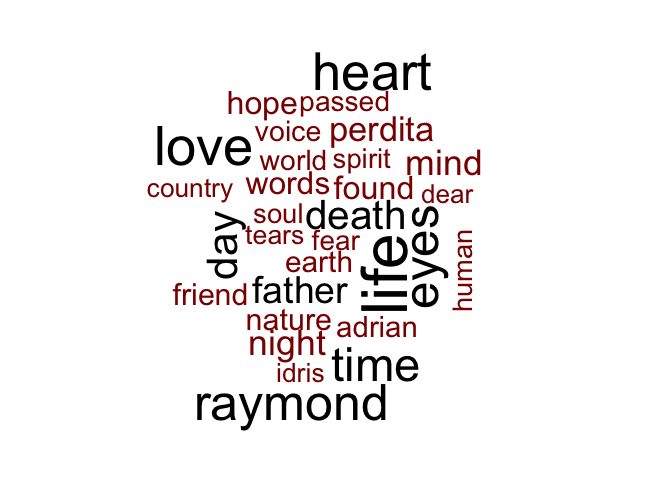 heart
hope passed
voice perdita
love world spirit mind
country words found dear
soul death
day tears fear life eyes human
earth
friend father
nature adrian
night time
idris
raymond